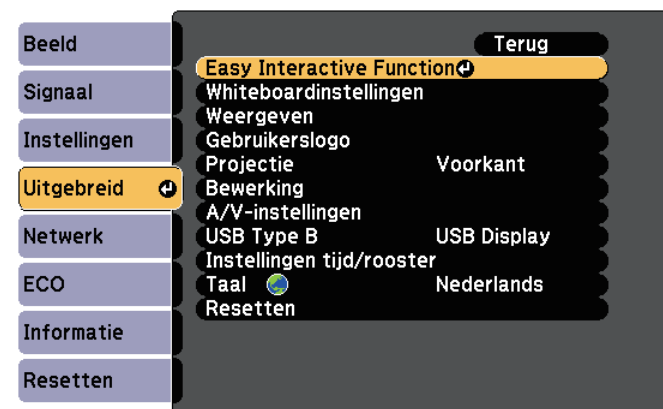 Beeld
Signaal
Instellingen
Uitgebreid
Netwerk
ECO
Informatie
Resetten
Terug
Easy Interactive Function
Whiteboardinstellingen
Weergeven
Gebruikerslogo
Projectie Voorkant
Bewerking
A/V-instellingen
USB Type B USB Display
Instellingen tijd/rooster
Taal Nederlands
Resetten